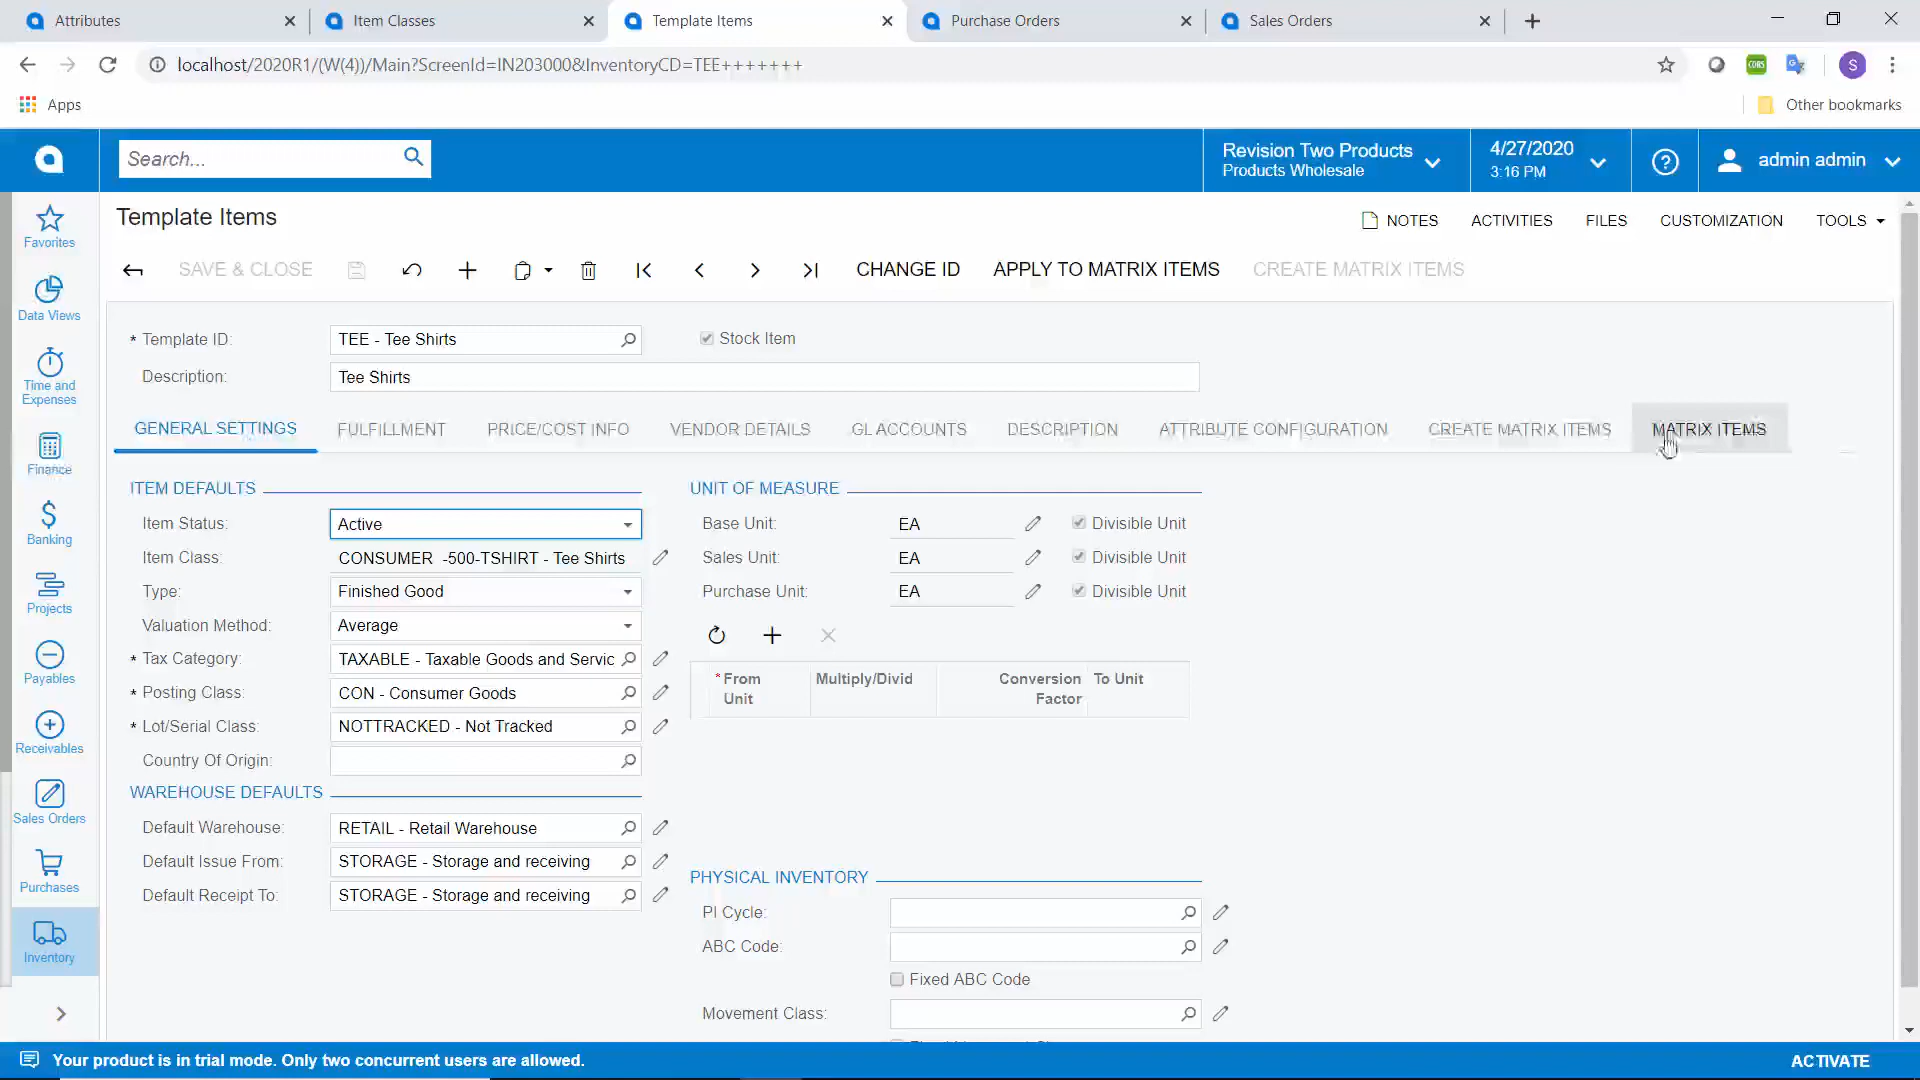 Attributes
Item Classes
Template Items
Purchase Orders
Sales Orders
localhost/2020R1/(W(4))/Main?ScreenId=IN203000&InventoryCD=TEE+++++++
CORS
S
Apps
Other bookmarks
Search...
Revision Two Products
Products Wholesale
4/27/2020
3:16 PM
admin admin
Favorites
Data Views
Time and
Expenses
Finance
Banking
Projects
Payables
Receivables
Sales Orders
Purchases
Inventory
Template Items
NOTES
ACTIVITIES
FILES
CUSTOMIZATION
TOOLS
SAVE & CLOSE
CHANGE ID
APPLY TO MATRIX ITEMS
CREATE MATRIX ITEMS
* Template ID:
TEE - Tee Shirts
Stock Item
Description:
Tee Shirts
GENERAL SETTINGS
FULFILLMENT
PRICE/COST INFO
VENDOR DETAILS
GL ACCOUNTS
DESCRIPTION
ATTRIBUTE CONFIGURATION
CREATE MATRIX ITEMS
MATRIX ITEMS
ITEM DEFAULTS
Item Status:
Active
Item Class:
CONSUMER -500-TSHIRT - Tee Shirts
Type:
Finished Good
Valuation Method:
Average
* Tax Category:
TAXABLE - Taxable Goods and Servic
* Posting Class:
CON - Consumer Goods
* Lot/Serial Class:
NOTTRACKED - Not Tracked
Country Of Origin:
WAREHOUSE DEFAULTS
Default Warehouse:
RETAIL - Retail Warehouse
Default Issue From:
STORAGE - Storage and receiving
Default Receipt To:
STORAGE - Storage and receiving
UNIT OF MEASURE
Base Unit:
EA
Divisible Unit
Sales Unit:
EA
Divisible Unit
Purchase Unit:
EA
Divisible Unit
* From
Unit
Multiply/Divid
Conversion
Factor
To Unit
PHYSICAL INVENTORY
PI Cycle:
ABC Code:
Fixed ABC Code
Movement Class:
Your product is in trial mode. Only two concurrent users are allowed.
ACTIVATE